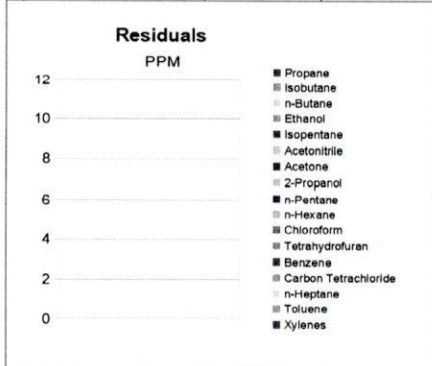 Residuals
PPM
12
10
8
6
4
2
0
Propane
Isobutane
n-Butane
Ethanol
Isopentane
Acetonitrile
Acetone
2-Propanol
n-Pentane
n-Hexane
Chloroform
Tetrahydrofuran
Benzene
Carbon Tetrachloride
n-Heptane
Toluene
Xylenes